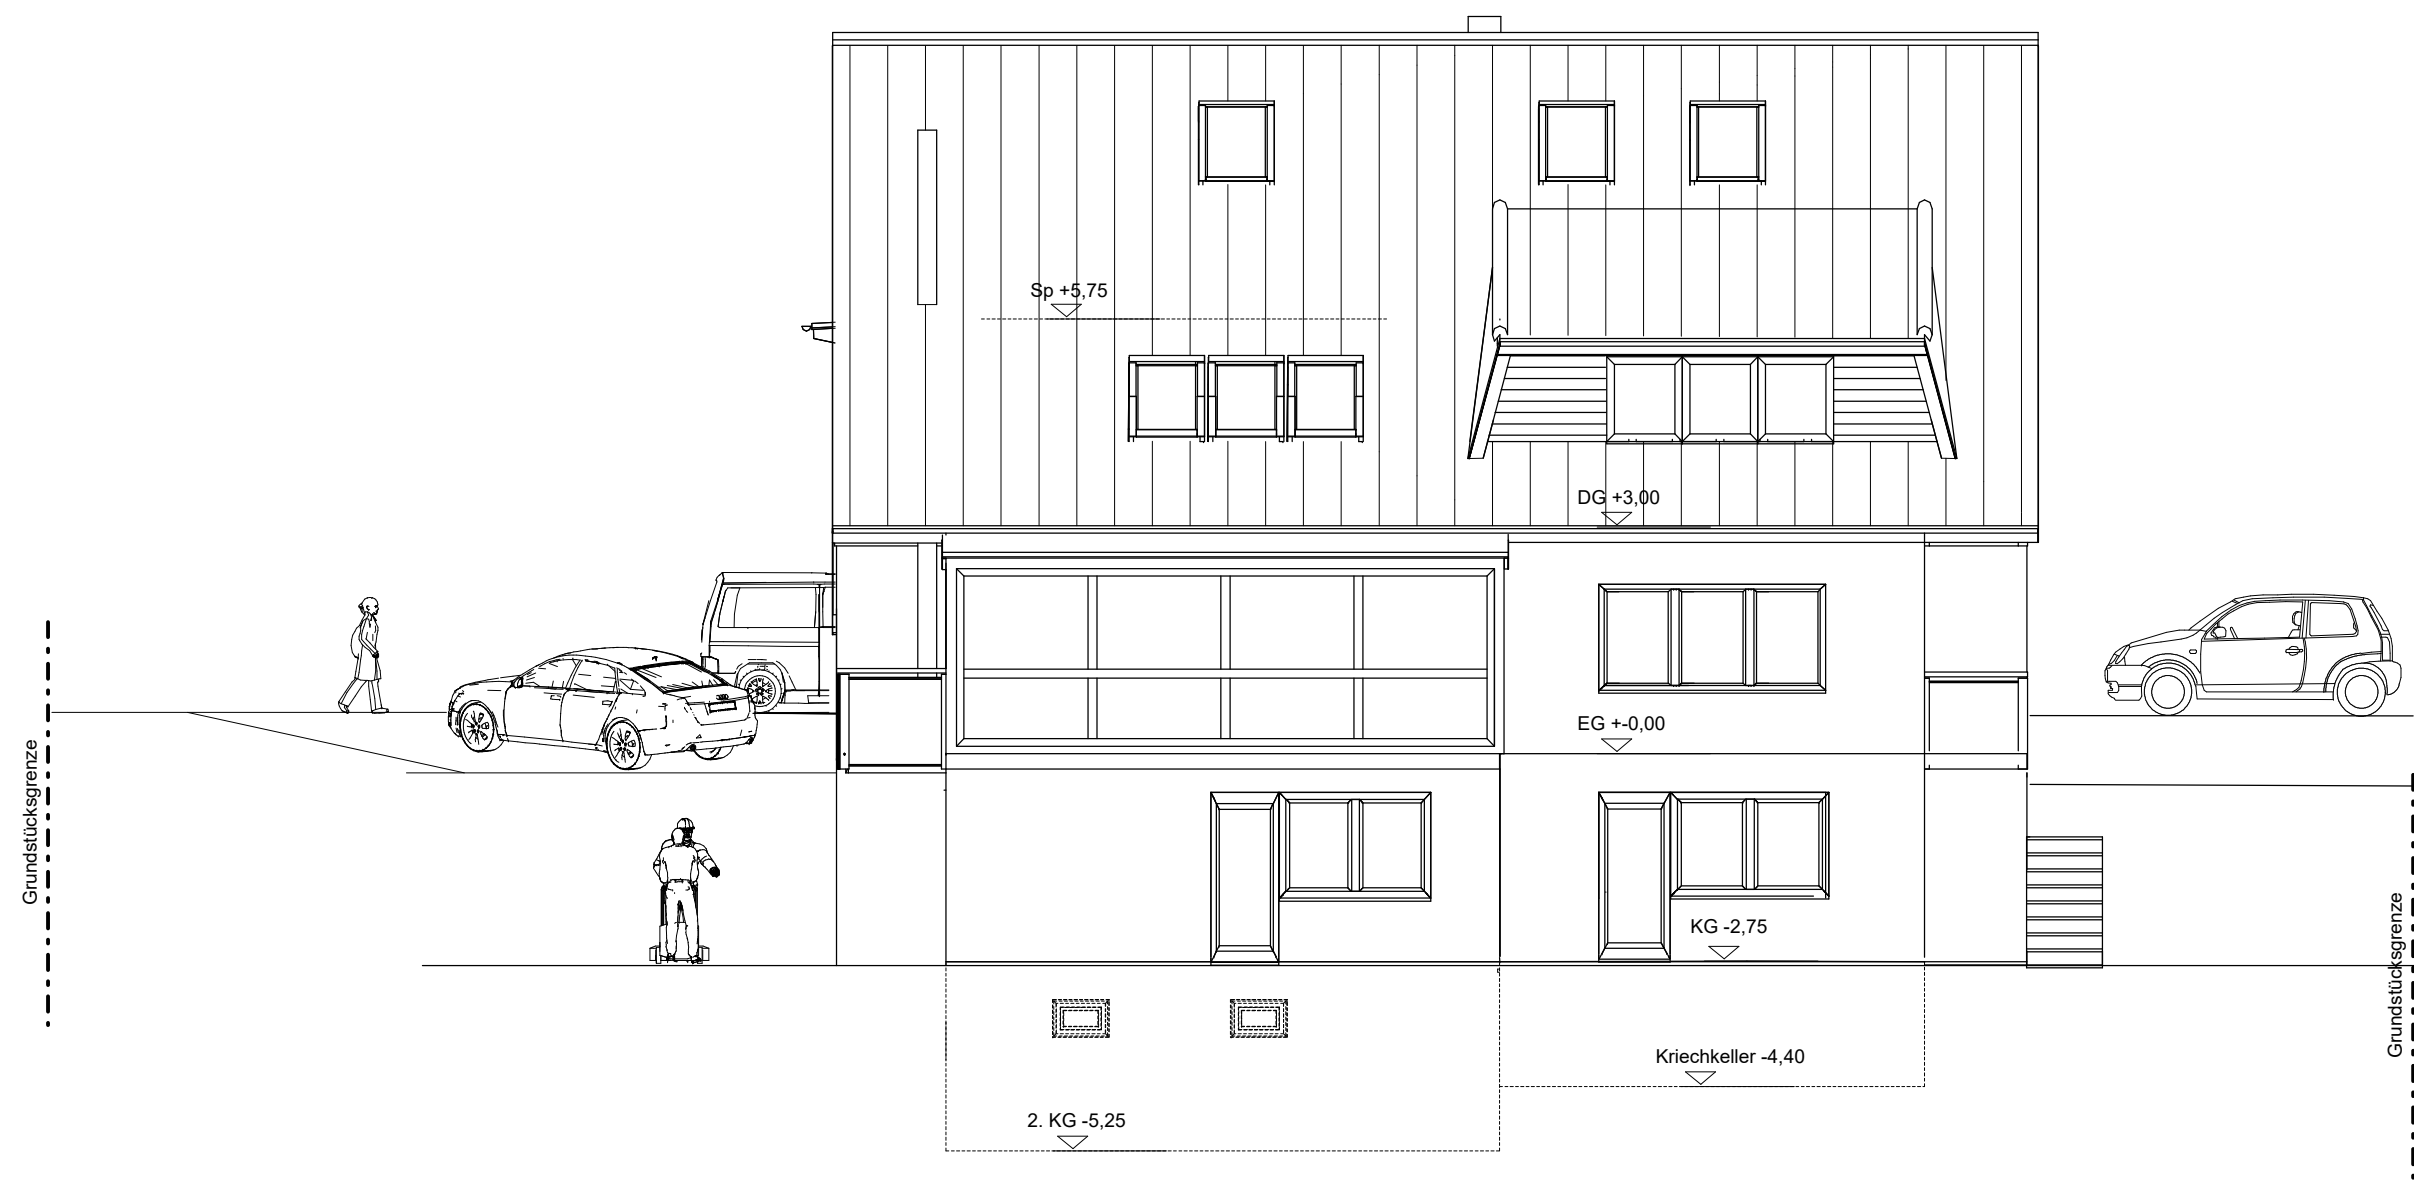 Sp +5,75
DG +3,00
EG +-0,00
Grundstücksgrenze
KG -2,75
Grundstücksgrenze
Kriechkeller -4,40
2. KG -5,25